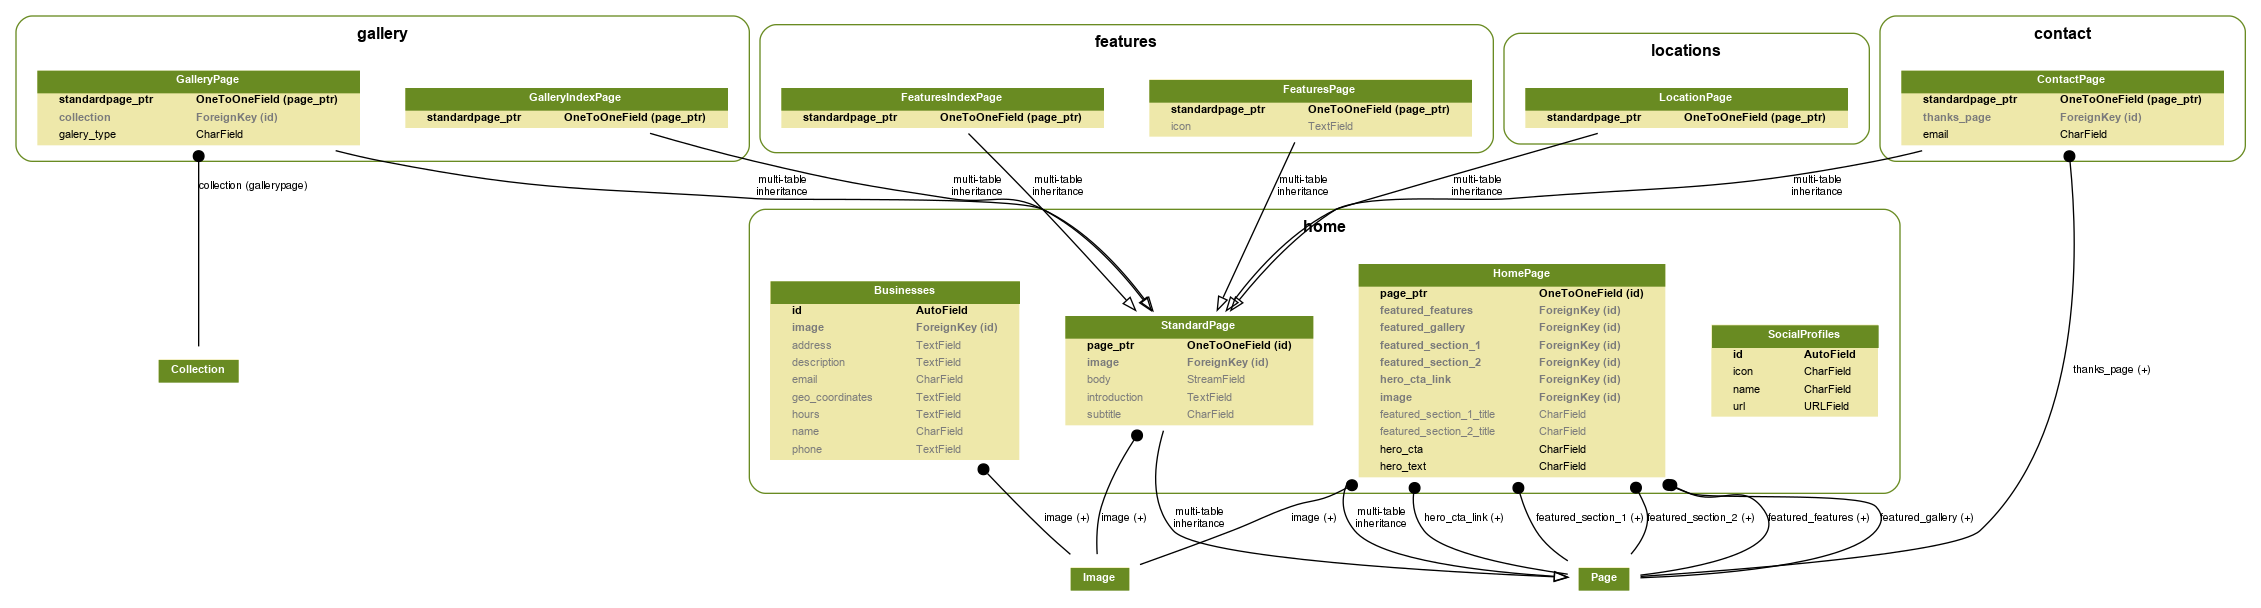 gallery
GalleryPage
standardpage_ptr OneToOneField (page_ptr)
collection ForeignKey (id)
galery_type CharField
GalleryIndexPage
standardpage_ptr OneToOneField (page_ptr)
features
FeaturesIndexPage
standardpage_ptr OneToOneField (page_ptr)
FeaturesPage
standardpage_ptr OneToOneField (page_ptr)
icon TextField
locations
LocationPage
standardpage_ptr OneToOneField (page_ptr)
contact
ContactPage
standardpage_ptr OneToOneField (page_ptr)
thanks_page ForeignKey (id)
email CharField
collection (gallerypage)
multi-table
inheritance
multi-table
inheritance
multi-table
inheritance
multi-table
inheritance
multi-table
inheritance
multi-table
inheritance
home
Businesses
id AutoField
image ForeignKey (id)
address TextField
description TextField
email CharField
geo_coordinates TextField
hours TextField
name CharField
phone TextField
StandardPage
page_ptr OneToOneField (id)
image ForeignKey (id)
body StreamField
introduction TextField
subtitle CharField
HomePage
page_ptr OneToOneField (id)
featured_features ForeignKey (id)
featured_gallery ForeignKey (id)
featured_section_1 ForeignKey (id)
featured_section_2 ForeignKey (id)
hero_cta_link ForeignKey (id)
image ForeignKey (id)
featured_section_1_title CharField
featured_section_2_title CharField
hero_cta CharField
hero_text CharField
SocialProfiles
id AutoField
icon CharField
name CharField
url URLField
Collection
thanks_page (+)
image (+)
image (+)
multi-table
inheritance
image (+)
multi-table
inheritance
hero_cta_link (+)
featured_section_1 (+)
featured_section_2 (+)
featured_features (+)
featured_gallery (+)
Image
Page